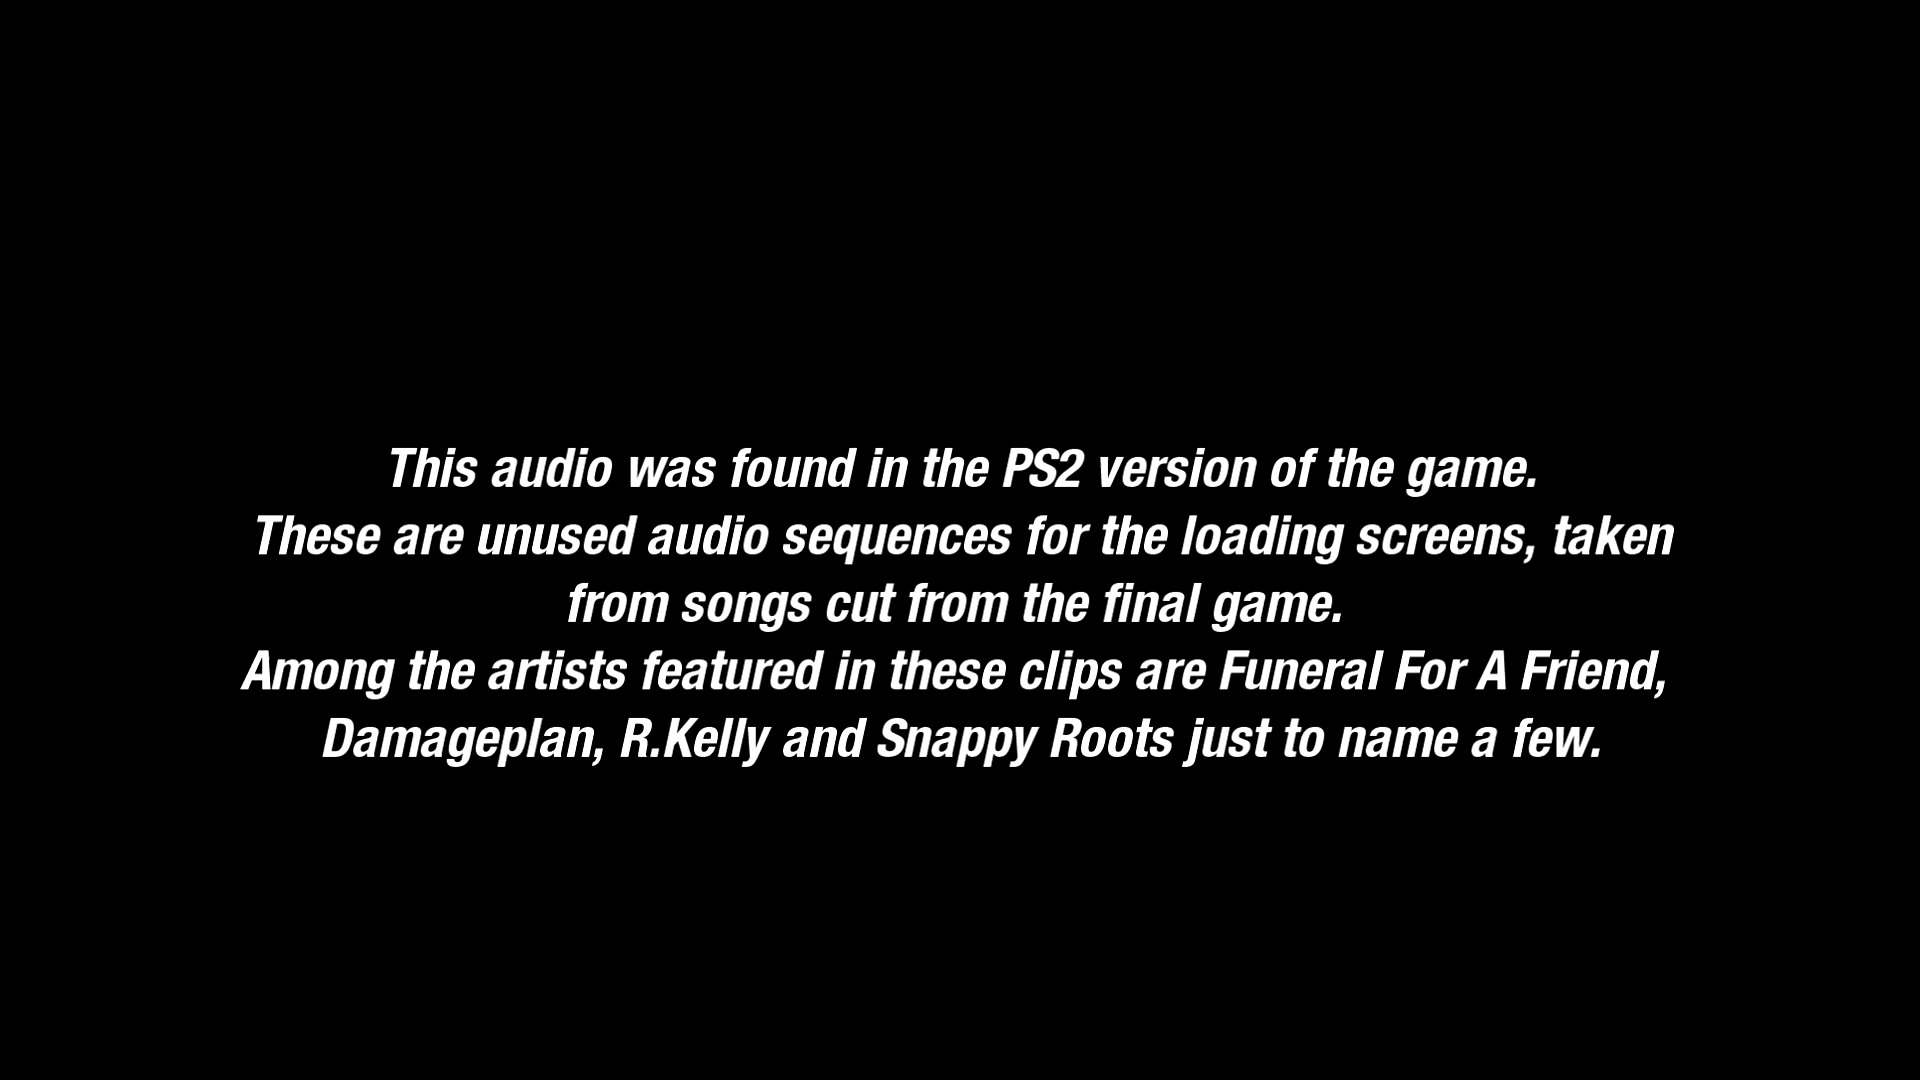 This audio was found in the PS2 version of the game.
These are unused audio sequences for the loading screens, taken
from songs cut from the final game.
Among the artists featured in these clips are Funeral For A Friend,
Damageplan, R.Kelly and Snappy Roots just to name a few.